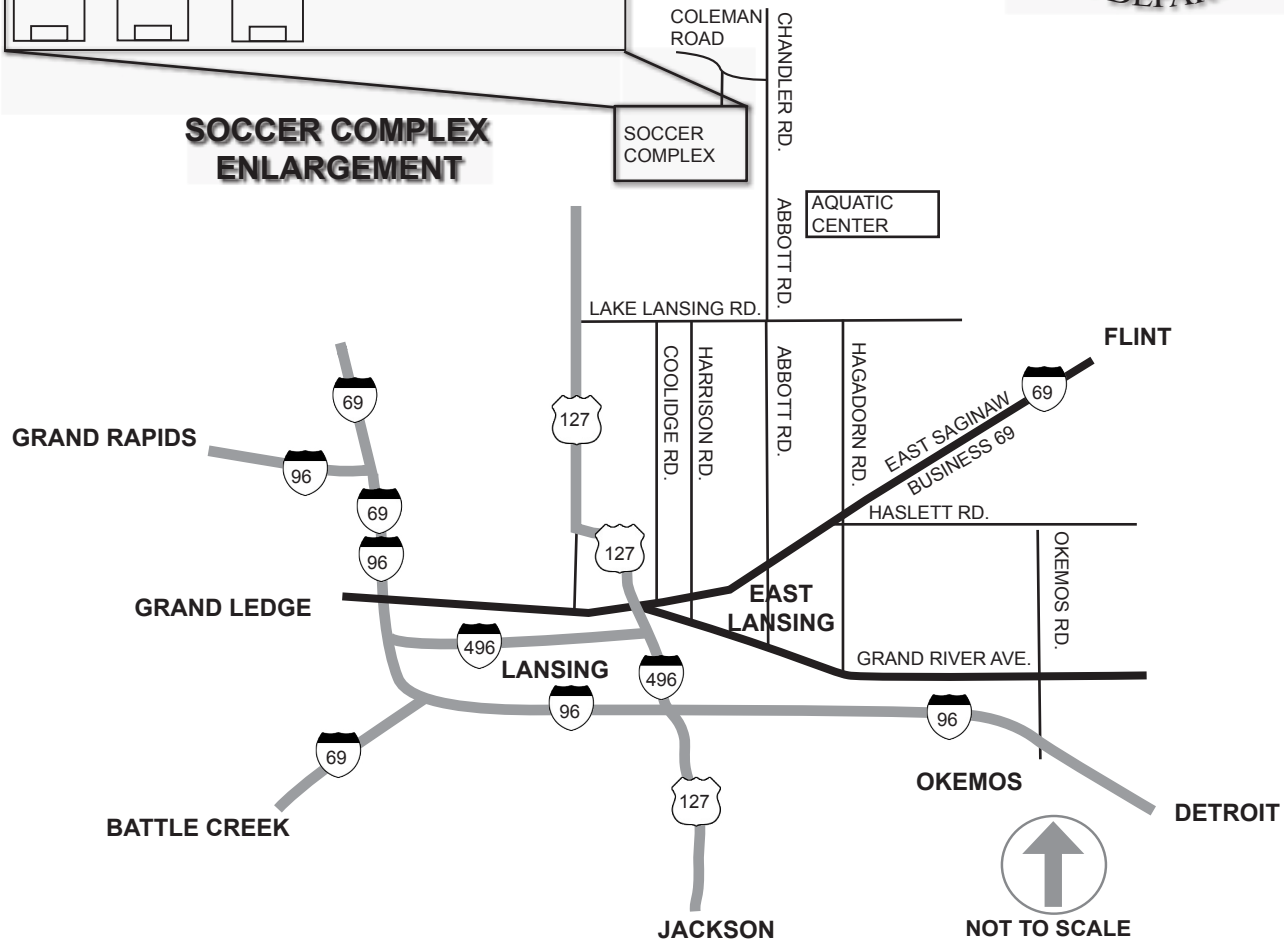 COLEMAN
ROAD
CHANDLER RD.
SOCCER COMPLEX
ENLARGEMENT
SOCCER
COMPLEX
AQUATIC
CENTER
ABBOTT RD.
LAKE LANSING RD.
FLINT
69
69
127
COOLIDGE RD.
HARRISON RD.
ABBOTT RD.
HAGADORN RD.
EAST SAGINAW
BUSINESS 69
GRAND RAPIDS
96
69
HASLETT RD.
96
127
OKEMOS RD.
GRAND LEDGE
EAST
LANSING
496
LANSING
GRAND RIVER AVE.
496
96
96
69
OKEMOS
127
BATTLE CREEK
DETROIT
JACKSON
NOT TO SCALE